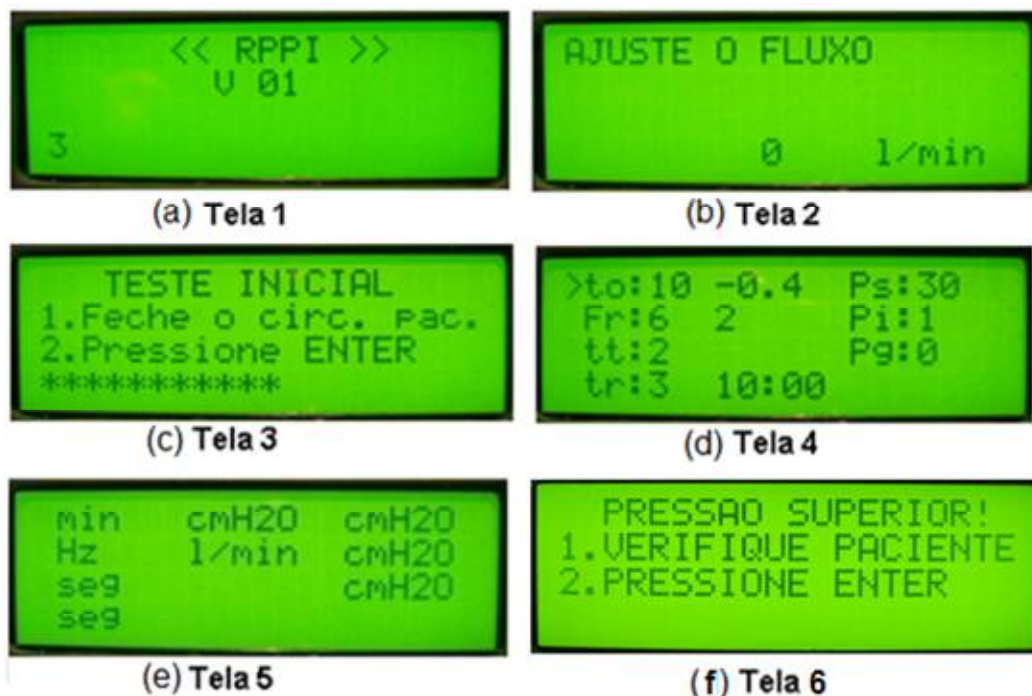 << RPPI >>
V 01
3
(a) Tela 1
AJUSTE O FLUXO
0 l/min
(b) Tela 2
TESTE INICIAL
1.Feche o circ. pac.
2.Pressione ENTER
***********
(c) Tela 3
>to:10 -0.4 Ps:30
Fr:6 2 Pi:1
tt:2 Pg:0
tr:3 10:00
(d) Tela 4
min cmH2O cmH2O
Hz l/min cmH2O
seg cmH2O
seg
(e) Tela 5
PRESSAO SUPERIOR!
1.VERIFIQUE PACIENTE
2.PRESSIONE ENTER
(f) Tela 6